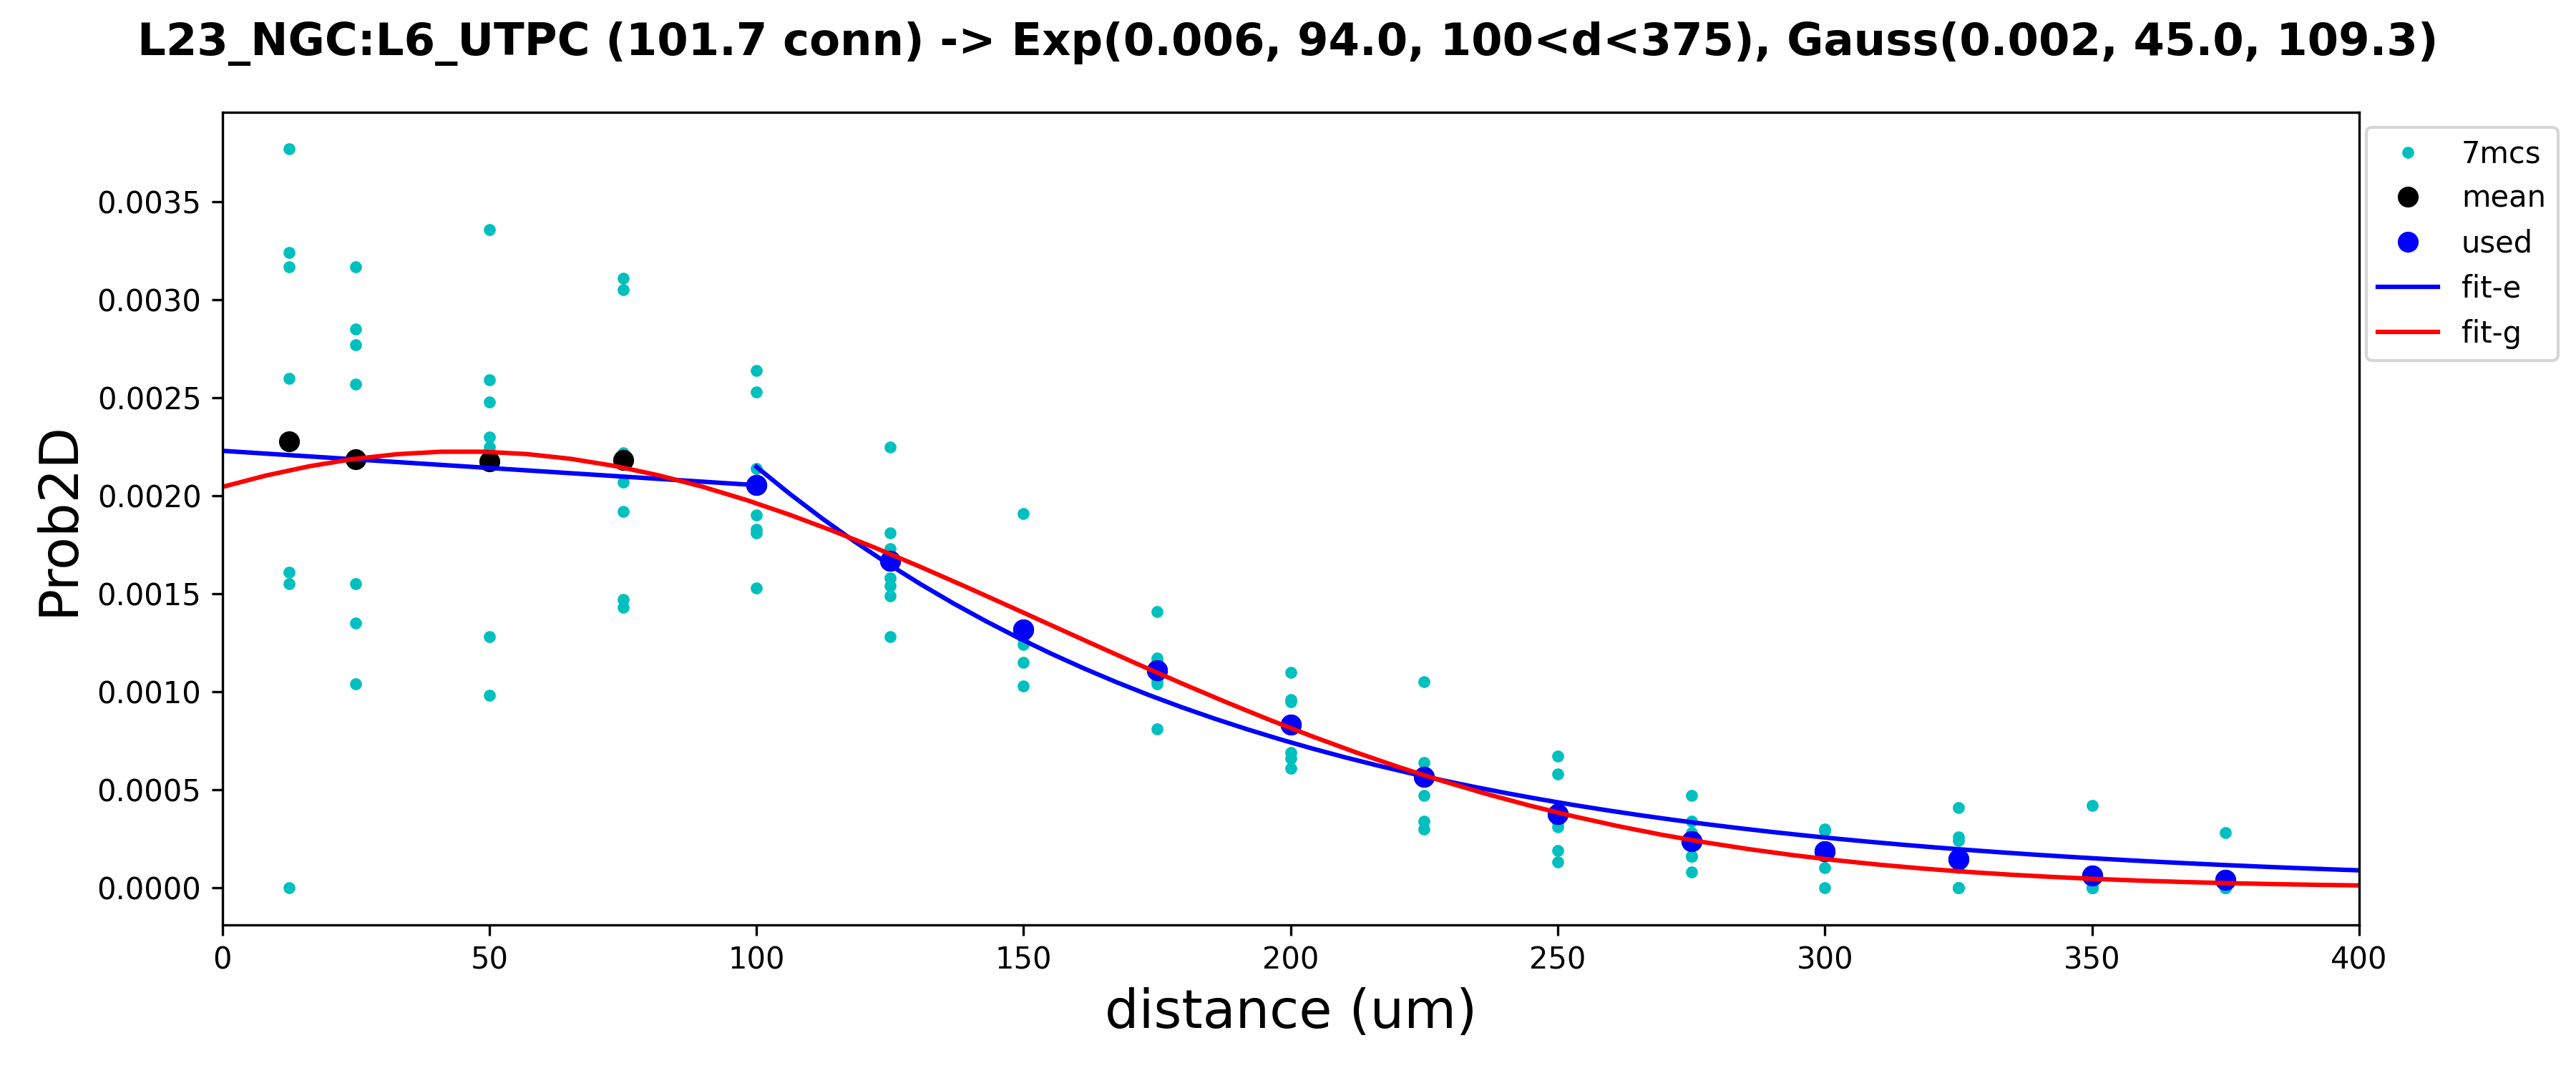 L23_NGC:L6_UTPC (101.7 conn) -> Exp(0.006, 94.0, 100<d<375), Gauss(0.002, 45.0, 109.3)
7mcs
mean
used
fit-e
fit-g
Prob2D
0.0035
0.0030
0.0025
0.0020
0.0015
0.0010
0.0005
0.0000
0 50 100 150 200 250 300 350 400
distance (um)